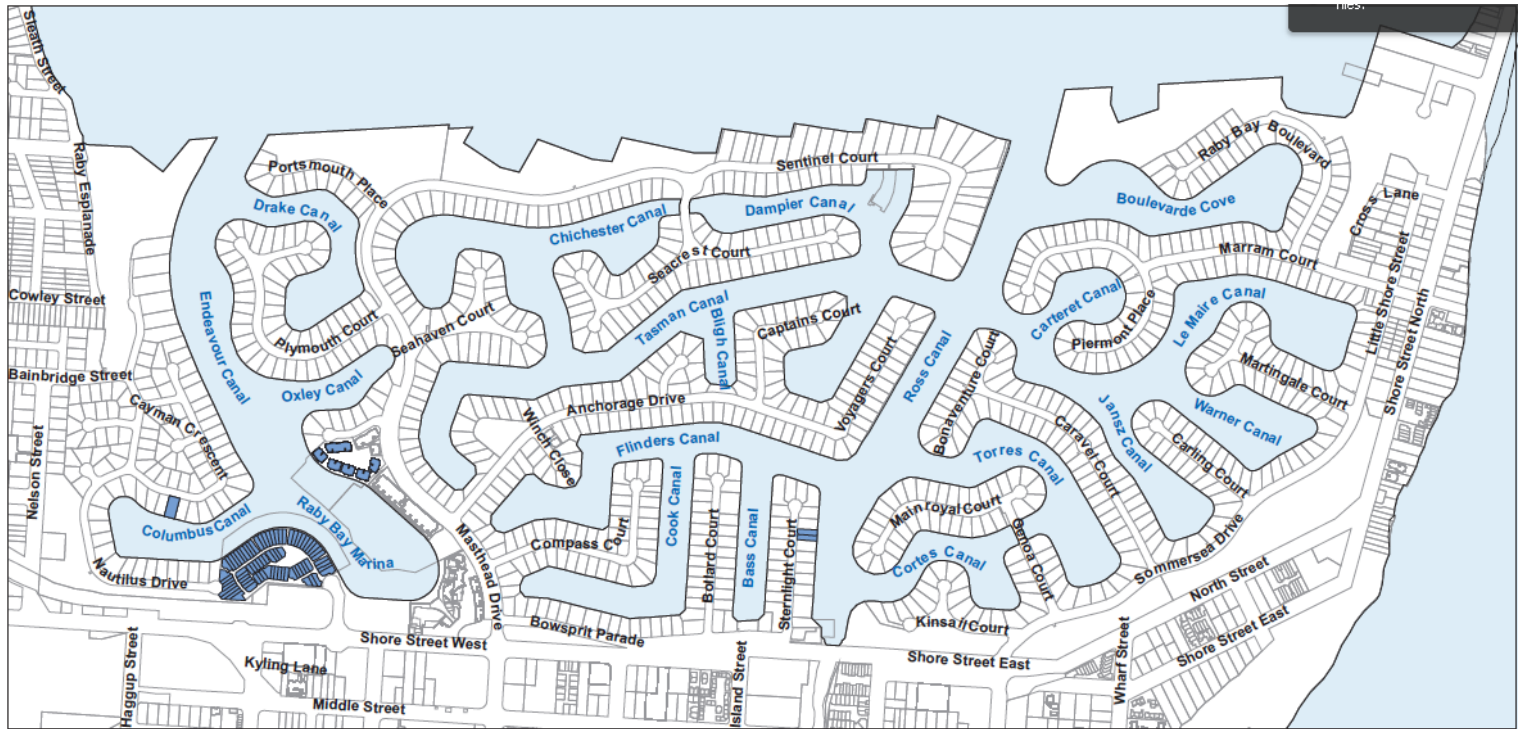 files.
Sleath Street
Raby Esplanade
Portsmouth Place
Drake Canal
Sentinel Court
Chichester Canal
Dampier Canal
Raby Bay Boulevard
Boulevarde Cove
Cross Lane
Seacrest Court
Marram Court
Little Shore Street
Cowley Street
Endeavour Canal
Plymouth Court
Seahaven Court
Tasman Canal
Bligh Canal
Captains Court
Carteret Canal
Piermont Place
Le Maire Canal
Shore Street North
Bainbridge Street
Cayman Crescent
Oxley Canal
Anchorage Drive
Voyagers Court
Ross Canal
Bonaventure Court
Martingale Court
Nelson Street
Winch Close
Flinders Canal
Torres Canal
Caravel Court
Jansz Canal
Warner Canal
Carling Court
Columbus Canal
Raby Bay Marina
Masthead Drive
Compass Court
Cook Canal
Bollard Court
Bass Canal
Sternlight Court
Mainroyal Court
Cortes Canal
Genoa Court
Sommersea Drive
Nautilus Drive
Bowsprit Parade
Kinsail Court
North Street
Shore Street West
Shore Street East
Shore Street East
Haggup Street
Kyling Lane
Middle Street
Island Street
Wharf Street